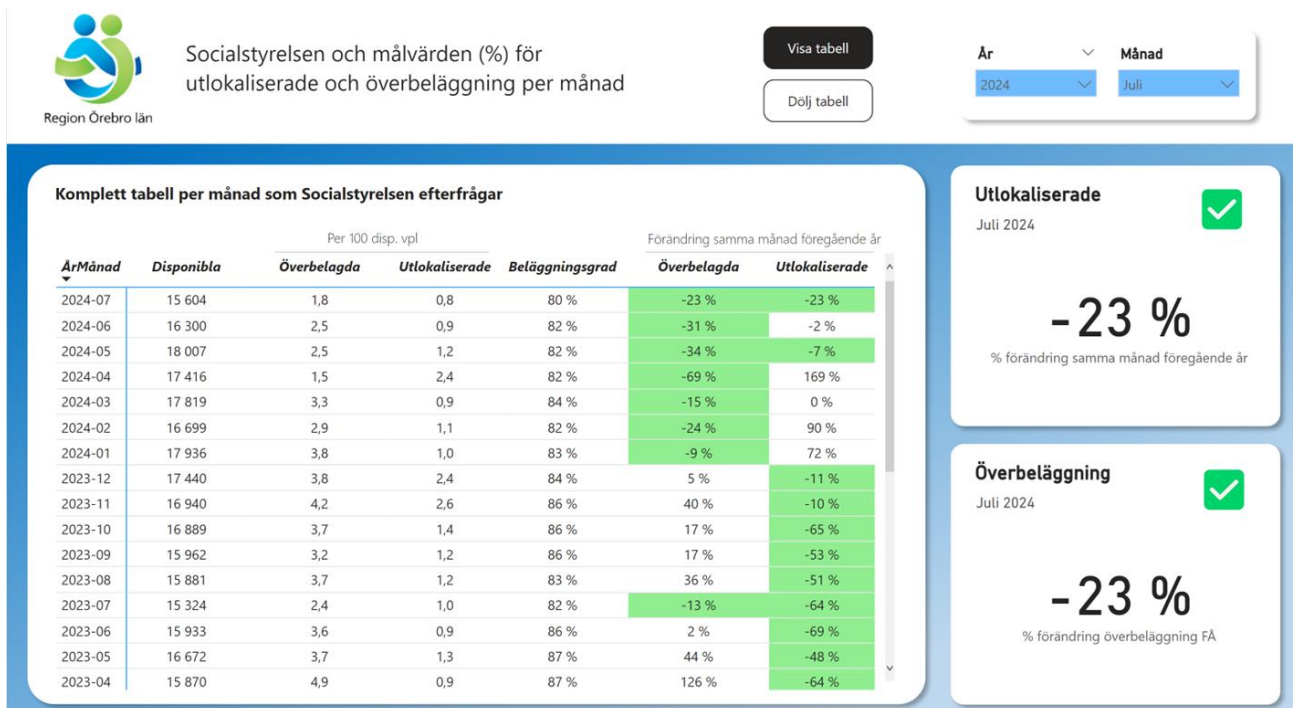 Region Örebro län
Socialstyrelsen och målvärden (%) för
utlokaliserade och överbeläggning per månad
Visa tabell
Dölj tabell
År
Månad
2024
Juli
Komplett tabell per månad som Socialstyrelsen efterfrågar
Per 100 disp. vpl
Förändring samma månad föregående år
ÅrMånad Disponibla Överbelagda Utlokaliserade Beläggningsgrad Överbelagda Utlokaliserade
2024-07 15 604 1,8 0,8 80 % -23 % -23 %
2024-06 16 300 2,5 0,9 82 % -31 % -2 %
2024-05 18 007 2,5 1,2 82 % -34 % -7 %
2024-04 17 416 1,5 2,4 82 % -69 % 169 %
2024-03 17 819 3,3 0,9 84 % -15 % 0 %
2024-02 16 699 2,9 1,1 82 % -24 % 90 %
2024-01 17 936 3,8 1,0 83 % -9 % 72 %
2023-12 17 440 3,8 2,4 84 % 5 % -11 %
2023-11 16 940 4,2 2,6 86 % 40 % -10 %
2023-10 16 889 3,7 1,4 86 % 17 % -65 %
2023-09 15 962 3,2 1,2 86 % 17 % -53 %
2023-08 15 881 3,7 1,2 83 % 36 % -51 %
2023-07 15 324 2,4 1,0 82 % -13 % -64 %
2023-06 15 933 3,6 0,9 86 % 2 % -69 %
2023-05 16 672 3,7 1,3 87 % 44 % -48 %
2023-04 15 870 4,9 0,9 87 % 126 % -64 %
Utlokaliserade
Juli 2024
-23 %
% förändring samma månad föregående år
Överbeläggning
Juli 2024
-23 %
% förändring överbeläggning FÅ